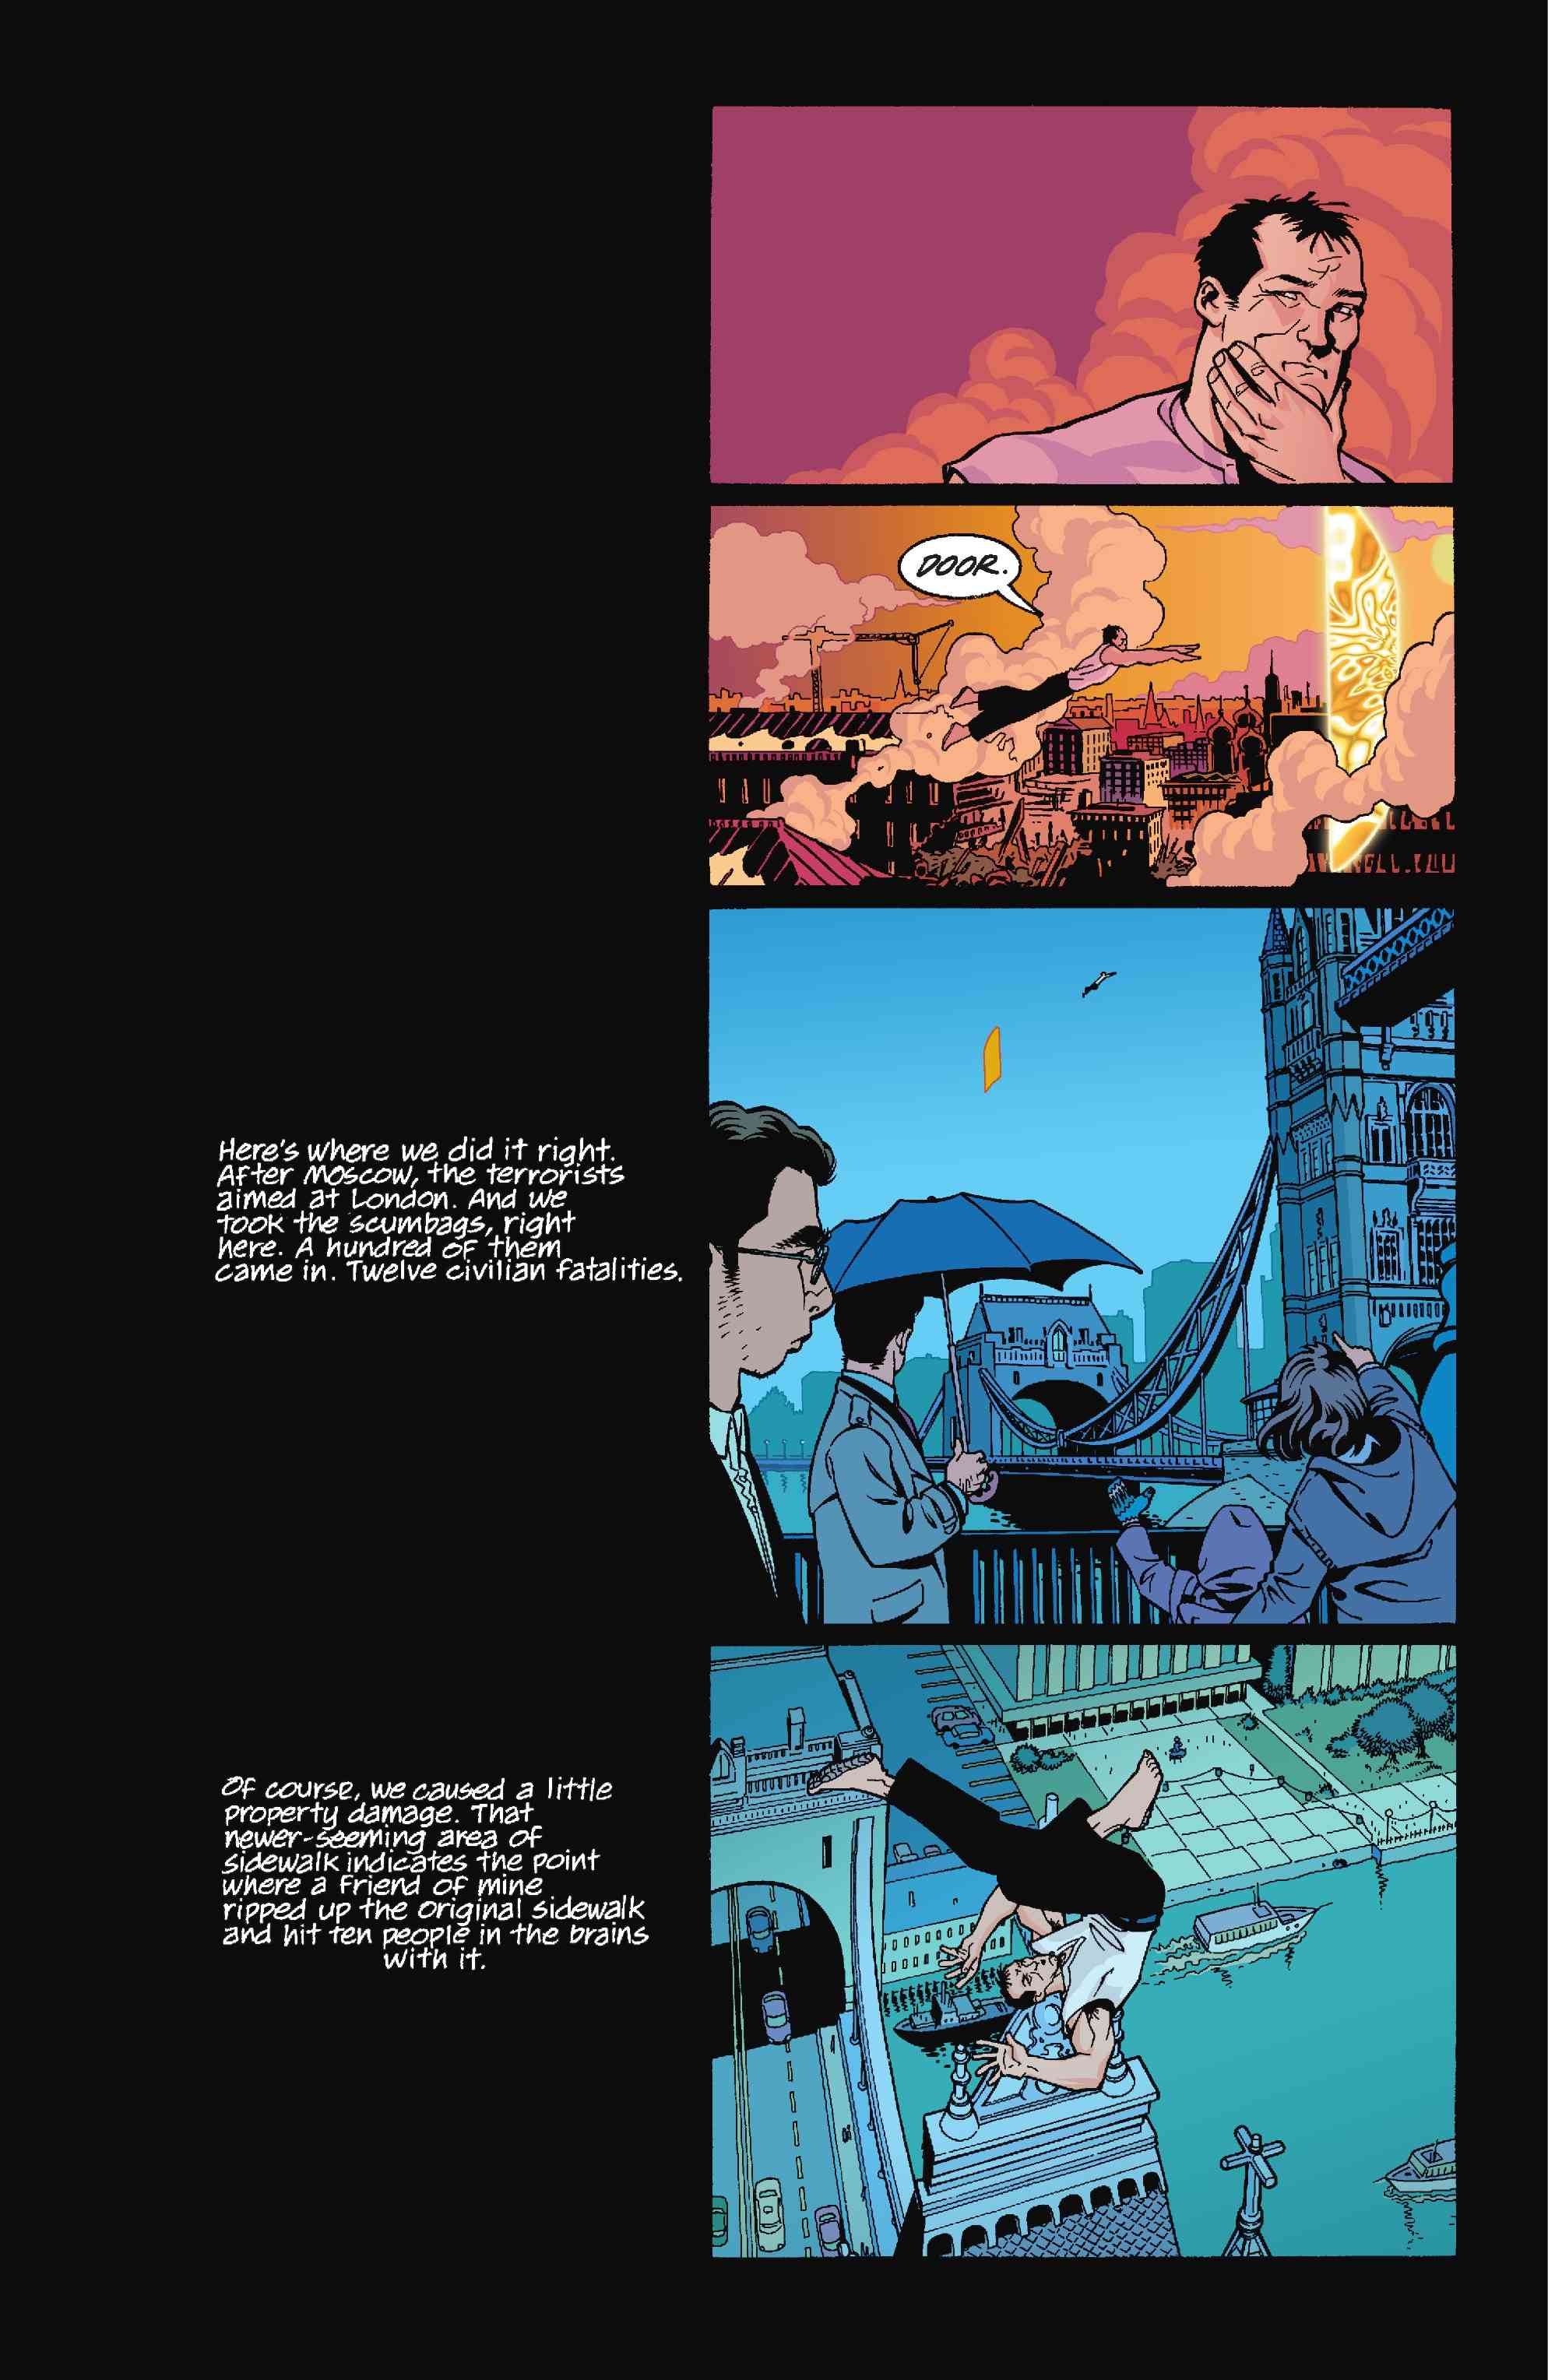 DOOR.
Here's where we did it right.
After Moscow, the terrorists
aimed at London. And we
took the scumbags, right
here. A hundred of them
came in. Twelve civilian fatalities.
Of course, we caused a little
property damage. That
newer-seeming area of
sidewalk indicates the point
where a friend of mine
ripped up the original sidewalk
and hit ten people in the brains
with it.